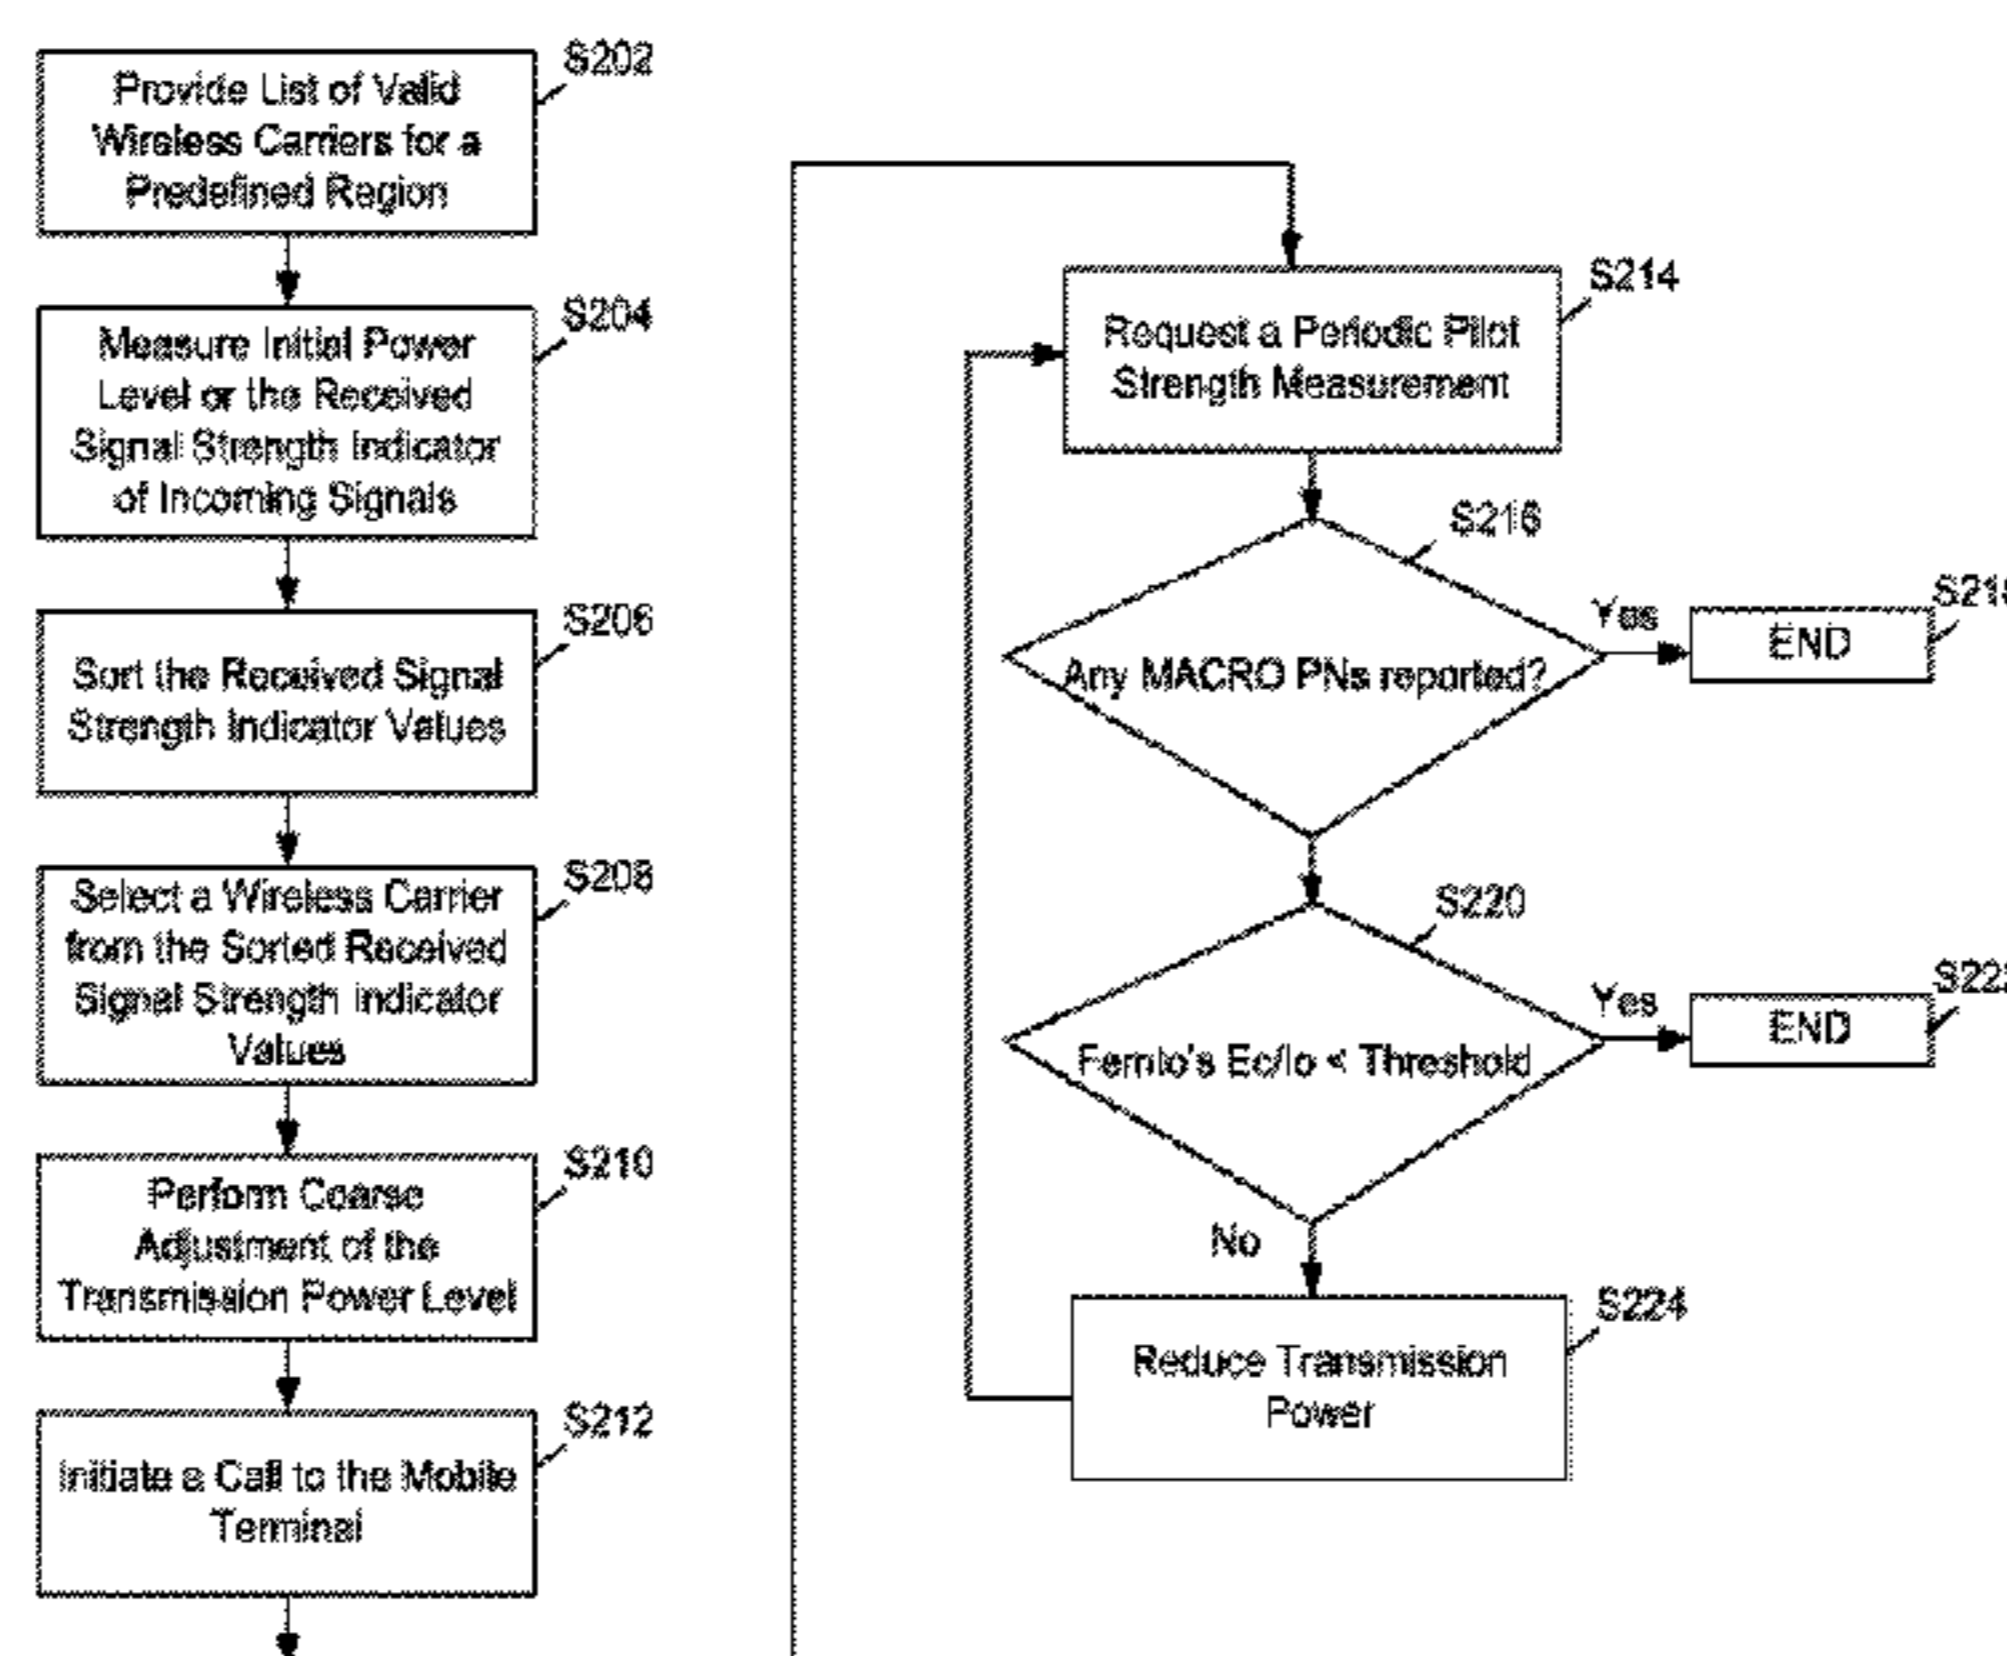 S202
Provide List of Valid
Wireless Carriers for a
Predefined Region
S204
Measure Initial Power
Level or the Received
Signal Strength Indicator
of Incoming Signals
S206
Sort the Received Signal
Strength Indicator Values
S208
Select a Wireless Carrier
from the Sorted Received
Signal Strength Indicator
Values
S210
Perform Coarse
Adjustment of the
Transmission Power Level
S212
Initiate a Call to the Mobile
Terminal
S214
Request a Periodic Pilot
Strength Measurement
S216
Any MACRO PNs reported?
Yes
END
S220
Femto's Ec/Io < Threshold
Yes
END
No
S224
Reduce Transmission
Power